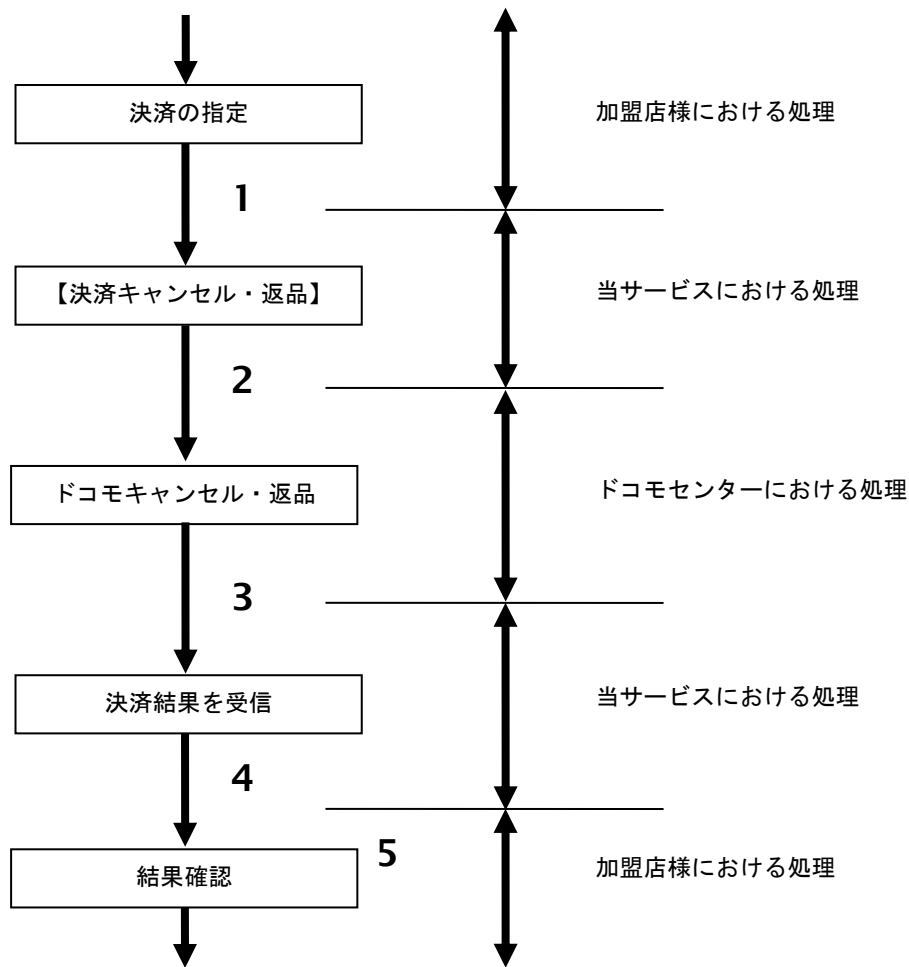 決済の指定
加盟店様における処理
1
【決済キャンセル・返品】
当サービスにおける処理
2
ドコモキャンセル・返品
ドコモセンターにおける処理
3
決済結果を受信
当サービスにおける処理
4
5
結果確認
加盟店様における処理